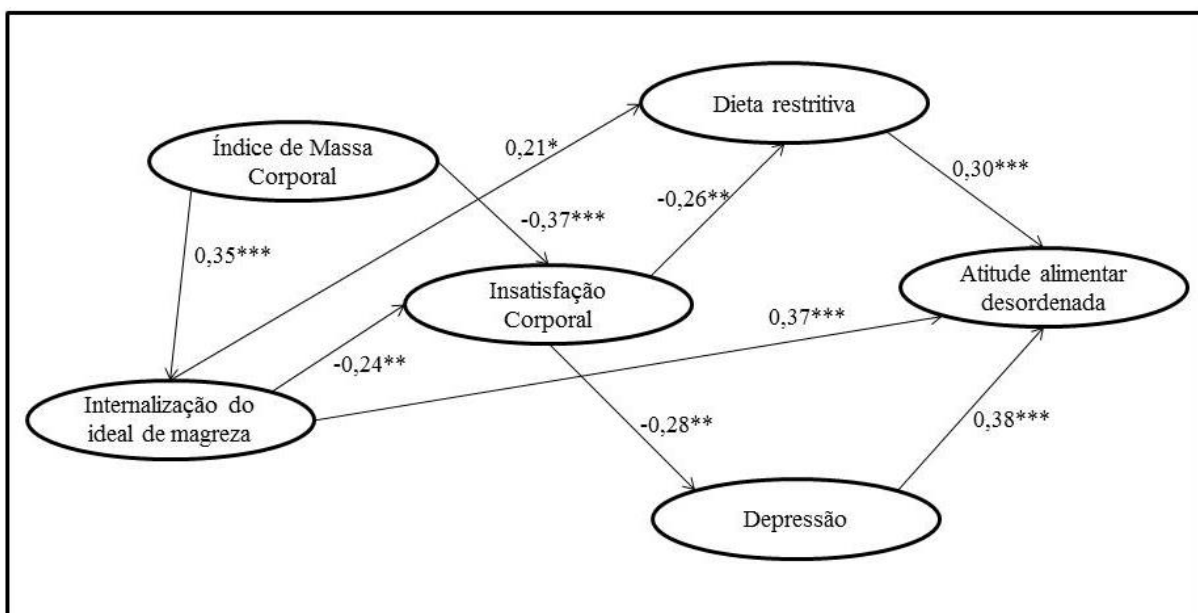 Dieta restritiva
Índice de Massa
Corporal
0,21*
0,30***
-0,26**
-0,37***
0,35***
Insatisfação
Corporal
Atitude alimentar
desordenada
0,37***
-0,24**
Internalização do
ideal de magreza
-0,28**
0,38***
Depressão